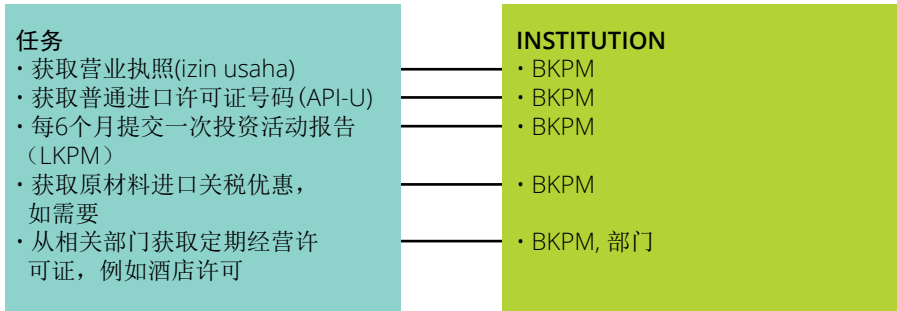 任务
· 获取营业执照(izin usaha)
· 获取普通进口许可证号码(API-U)
· 每6个月提交一次投资活动报告
（LKPM）
· 获取原材料进口关税优惠，
如需要
· 从相关部门获取定期经营许
可证，例如酒店许可
INSTITUTION
· BKPM
· BKPM
· BKPM
· BKPM
· BKPM, 部门